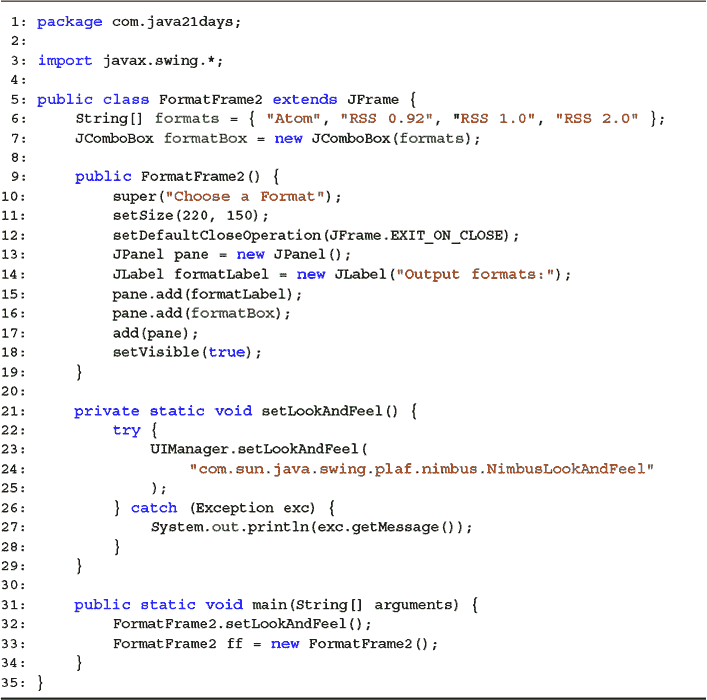 1: package com.java21days;
2:
3: import javax.swing.*;
4:
5: public class FormatFrame2 extends JFrame {
6:     String[] formats = { "Atom", "RSS 0.92", "RSS 1.0", "RSS 2.0" };
7:     JComboBox formatBox = new JComboBox(formats);
8:
9:     public FormatFrame2() {
10:         super("Choose a Format");
11:         setSize(220, 150);
12:         setDefaultCloseOperation(JFrame.EXIT_ON_CLOSE);
13:         JPanel pane = new JPanel();
14:         JLabel formatLabel = new JLabel("Output formats:");
15:         pane.add(formatLabel);
16:         pane.add(formatBox);
17:         add(pane);
18:         setVisible(true);
19:     }
20:
21:     private static void setLookAndFeel() {
22:         try {
23:             UIManager.setLookAndFeel(
24:                 "com.sun.java.swing.plaf.nimbus.NimbusLookAndFeel"
25:             );
26:         } catch (Exception exc) {
27:             System.out.println(exc.getMessage());
28:         }
29:     }
30:
31:     public static void main(String[] arguments) {
32:         FormatFrame2.setLookAndFeel();
33:         FormatFrame2 ff = new FormatFrame2();
34:     }
35: }